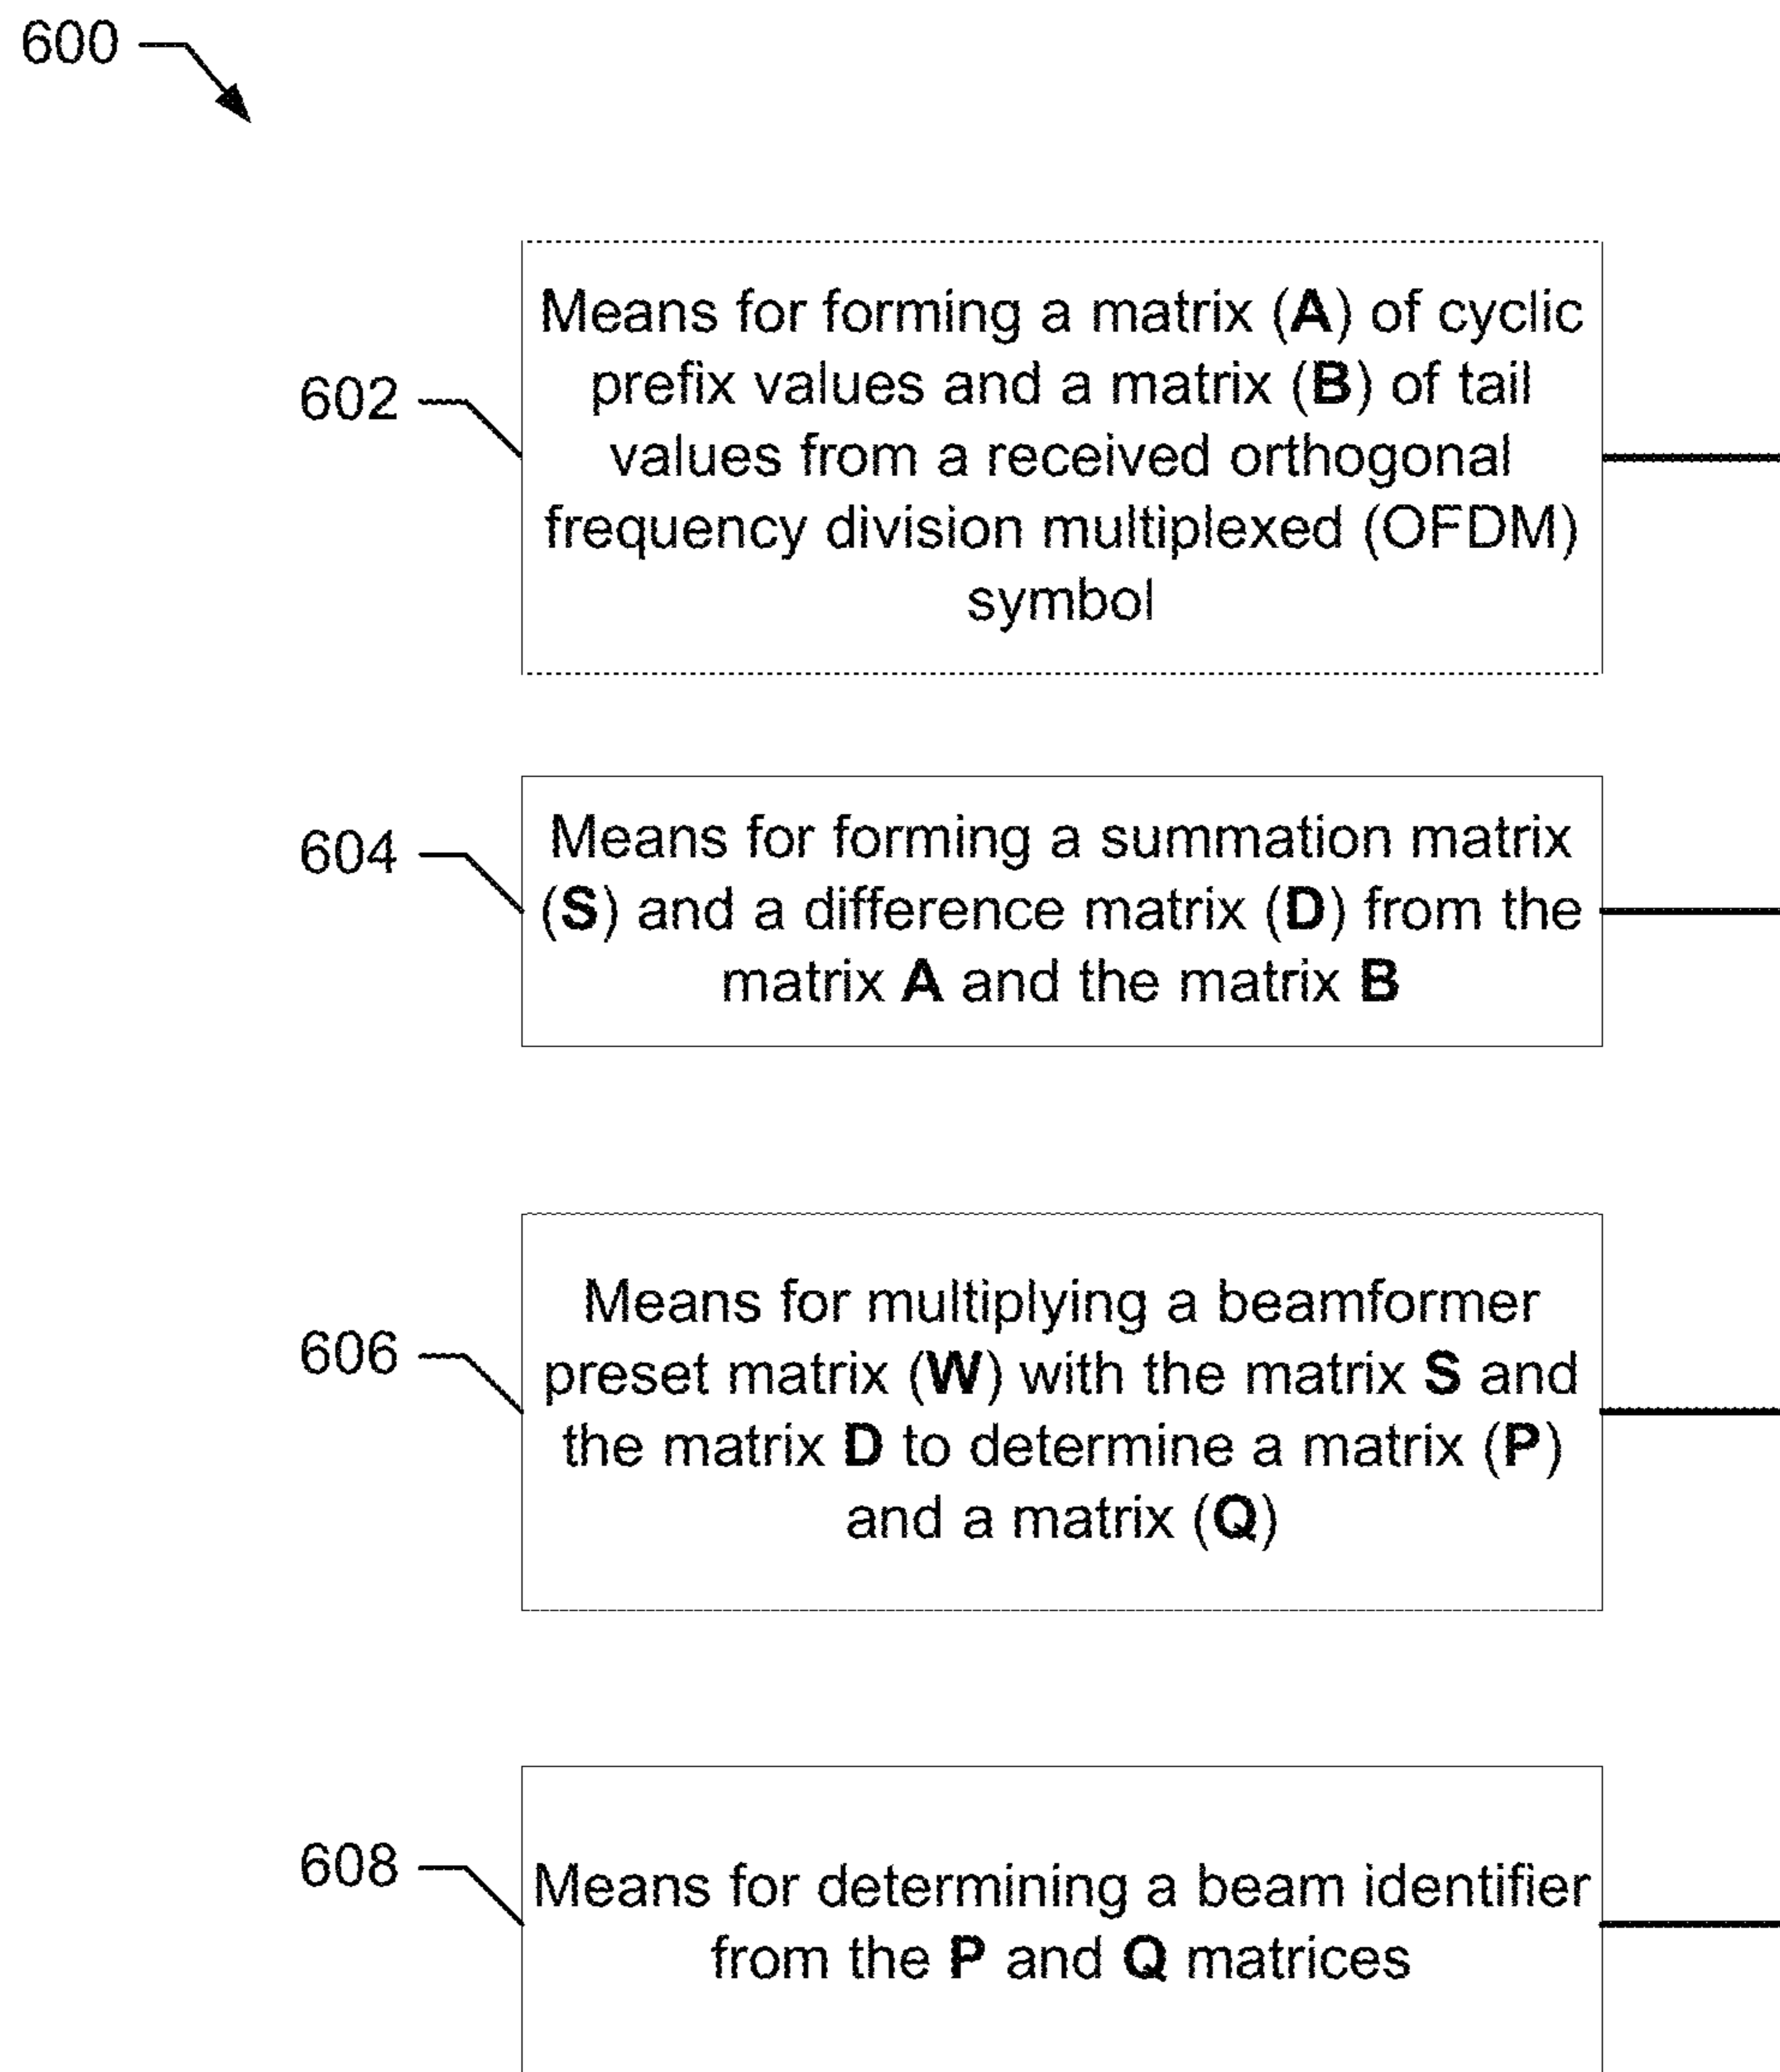 600
602
Means for forming a matrix (A) of cyclic
prefix values and a matrix (B) of tail
values from a received orthogonal
frequency division multiplexed (OFDM)
symbol
604
Means for forming a summation matrix
(S) and a difference matrix (D) from the
matrix A and the matrix B
606
Means for multiplying a beamformer
preset matrix (W) with the matrix S and
the matrix D to determine a matrix (P)
and a matrix (Q)
608
Means for determining a beam identifier
from the P and Q matrices